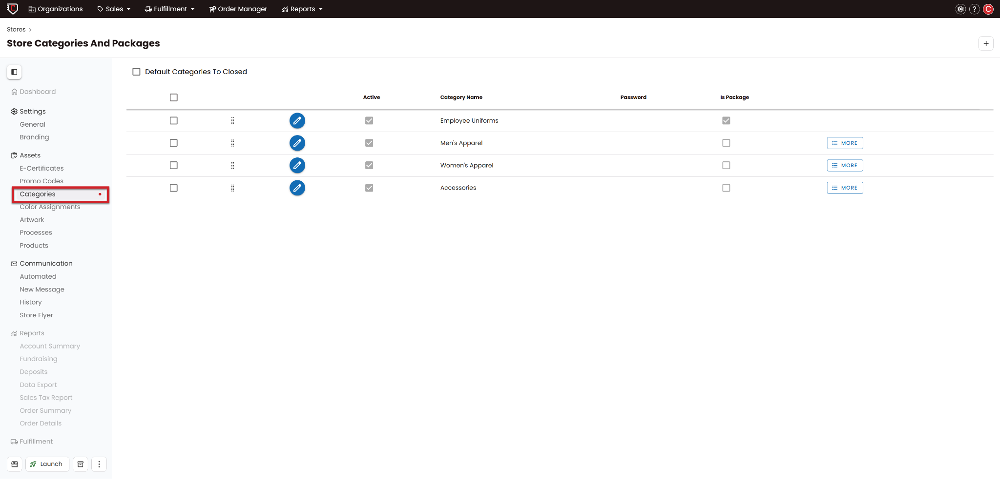 Organizations Sales Fulfillment Order Manager Reports ? C
Stores >
Store Categories And Packages
+
Default Categories To Closed
Dashboard
Settings
General
Branding
Assets
E-Certificates
Promo Codes
Categories
Color Assignments
Artwork
Processes
Products
Communication
Automated
New Message
History
Store Flyer
Reports
Account Summary
Fundraising
Deposits
Data Export
Sales Tax Report
Order Summary
Order Details
Fulfillment
Launch
Active Category Name Password Is Package
Employee Uniforms
Men's Apparel MORE
Women's Apparel MORE
Accessories MORE